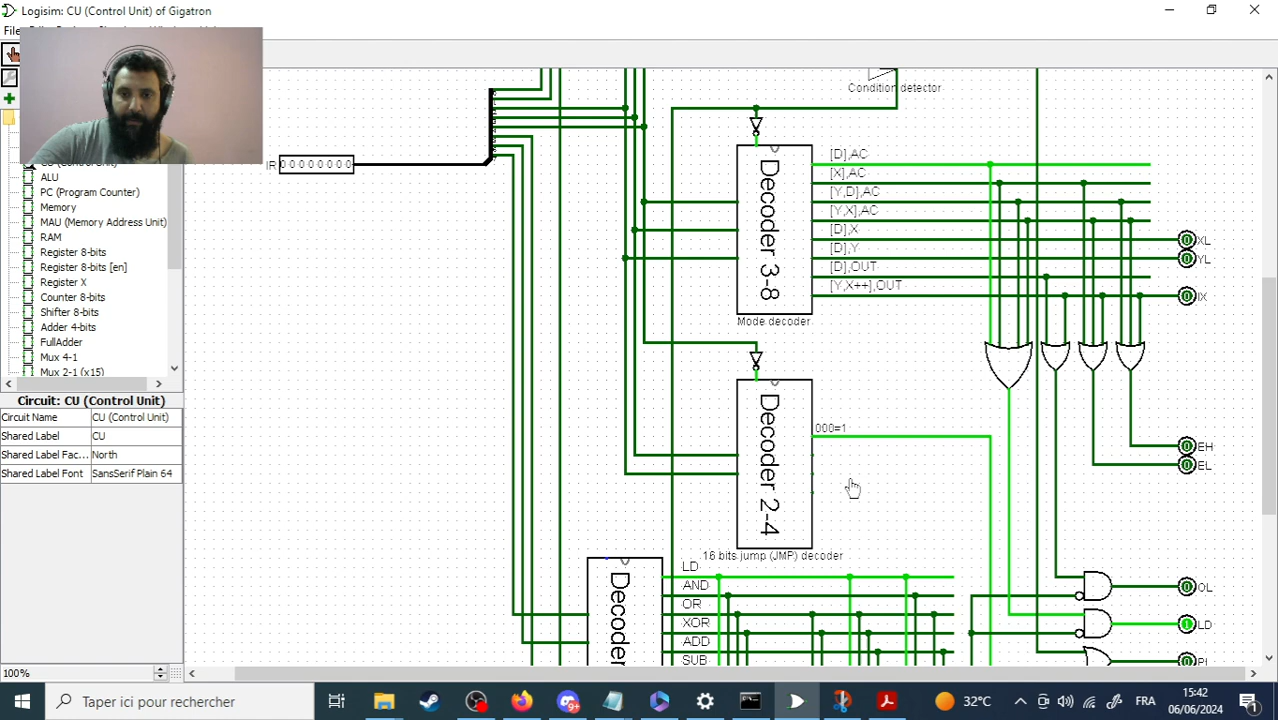 Logisim: CU (Control Unit) of Gigatron
Condition detector
IR 0 0 0 0 0 0 0 0
[D],AC
[X],AC
[Y,D],AC
[Y,X],AC
[D],X
[D],Y
[D],OUT
[Y,X++],OUT
Decoder 3-8
Mode decoder
XL
YL
IX
ALU
PC (Program Counter)
Memory
MAU (Memory Address Unit)
RAM
Register 8-bits
Register 8-bits [en]
Register X
Counter 8-bits
Shifter 8-bits
Adder 4-bits
FullAdder
Mux 4-1
Mux 2-1 (x15)
Circuit: CU (Control Unit)
Circuit Name CU (Control Unit)
Shared Label CU
Shared Label Fac... North
Shared Label Font SansSerif Plain 64
000=1
Decoder 2-4
16 bits jump (JMP) decoder
EH
EL
Decoder
LD
AND
OR
XOR
ADD
SUB
OL
LD
PI
100%
Taper ici pour rechercher
32°C
FRA
15:42
06/06/2024